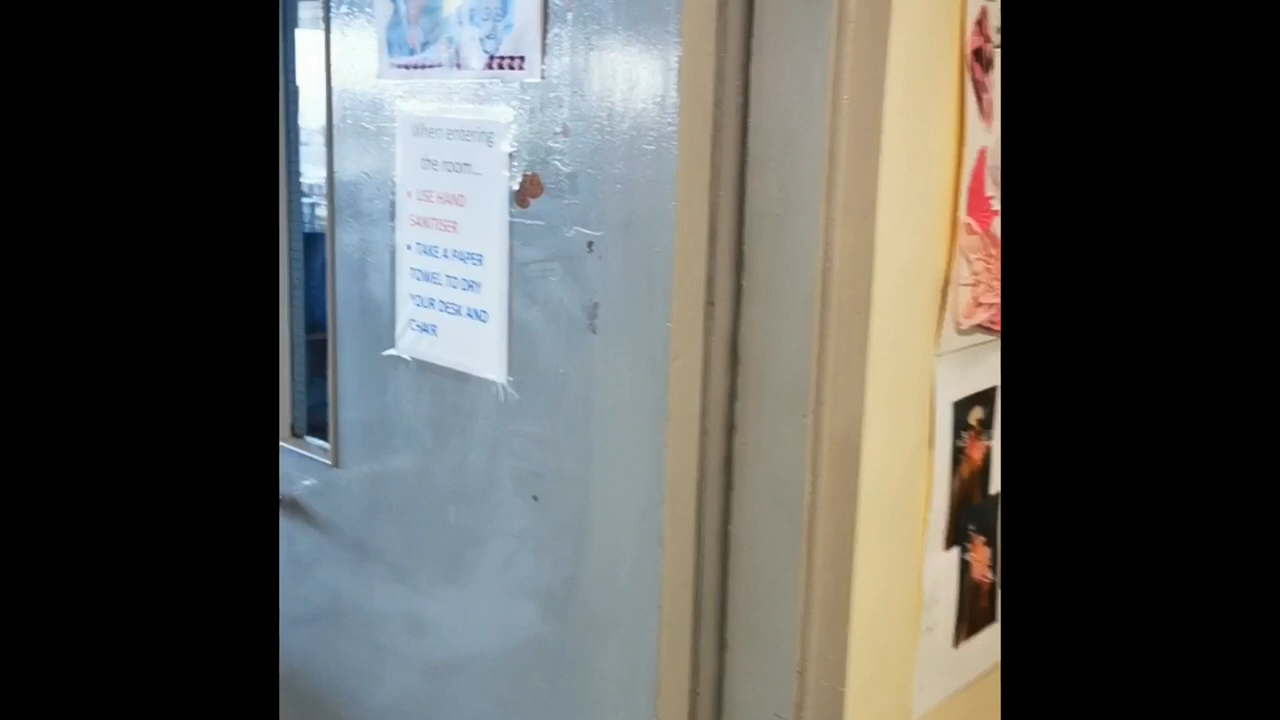 When entering
the room...
• USE HAND
SANITISER
• TAKE A PAPER
TOWEL TO DRY
YOUR DESK AND
CHAIR